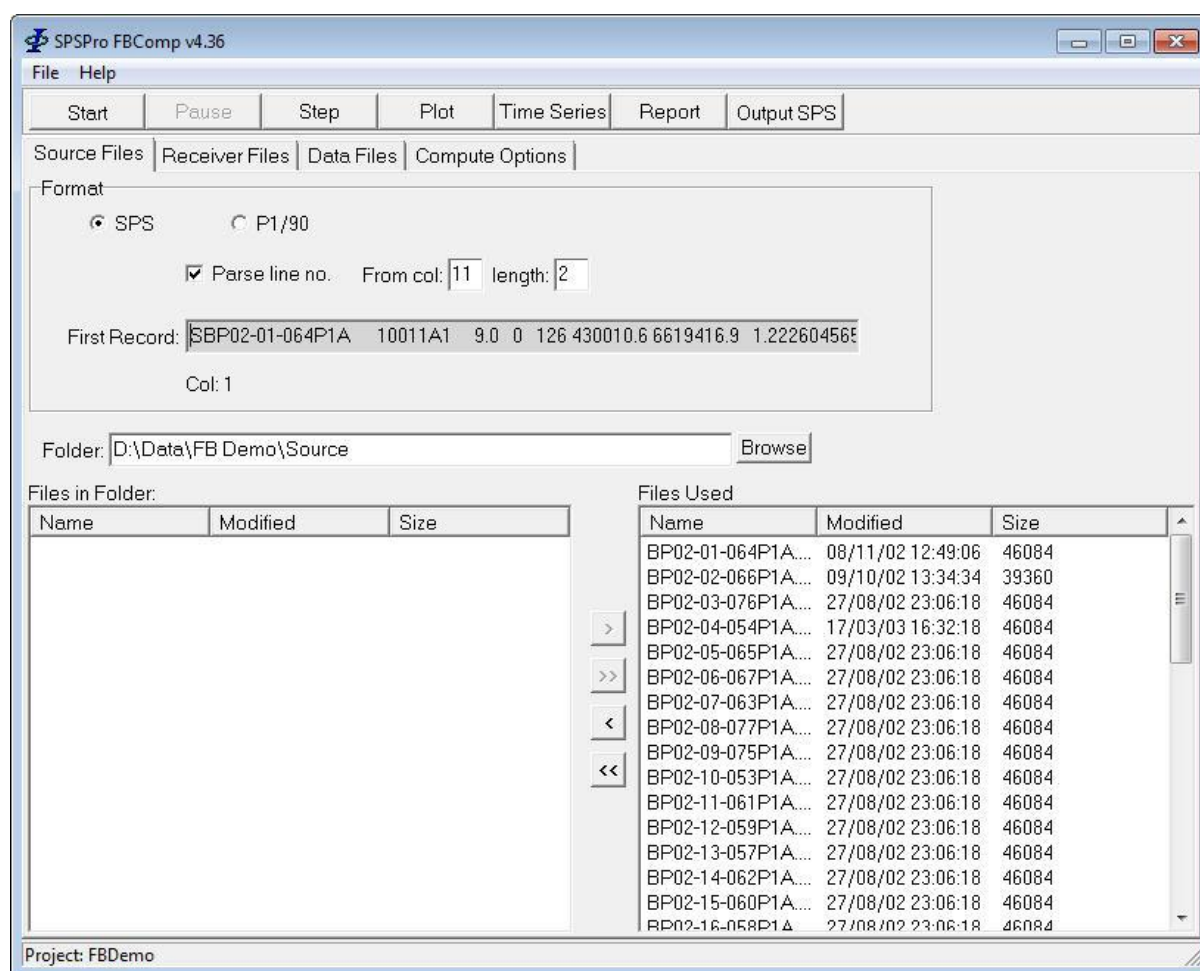 SPSPro FBComp v4.36
File Help
Start Pause Step Plot Time Series Report Output SPS
Source Files Receiver Files Data Files Compute Options
Format
SPS P1/90
Parse line no. From col: 11 length: 2
First Record: SBP02-01-064P1A 10011A1 9.0 0 126 430010.6 6619416.9 1.222604565
Col: 1
Folder: D:\Data\FB Demo\Source Browse
Files in Folder: Files Used
Name Modified Size Name Modified Size
BP02-01-064P1A.... 08/11/02 12:49:06 46084
BP02-02-066P1A.... 09/10/02 13:34:34 39360
BP02-03-076P1A.... 27/08/02 23:06:18 46084
> BP02-04-054P1A.... 17/03/03 16:32:18 46084
BP02-05-065P1A.... 27/08/02 23:06:18 46084
>> BP02-06-067P1A.... 27/08/02 23:06:18 46084
BP02-07-063P1A.... 27/08/02 23:06:18 46084
< BP02-08-077P1A.... 27/08/02 23:06:18 46084
BP02-09-075P1A.... 27/08/02 23:06:18 46084
<< BP02-10-053P1A.... 27/08/02 23:06:18 46084
BP02-11-061P1A.... 27/08/02 23:06:18 46084
BP02-12-059P1A.... 27/08/02 23:06:18 46084
BP02-13-057P1A.... 27/08/02 23:06:18 46084
BP02-14-062P1A.... 27/08/02 23:06:18 46084
BP02-15-060P1A.... 27/08/02 23:06:18 46084
BP02-16-058P1A 27/08/02 23:06:18 46084
Project: FBDemo